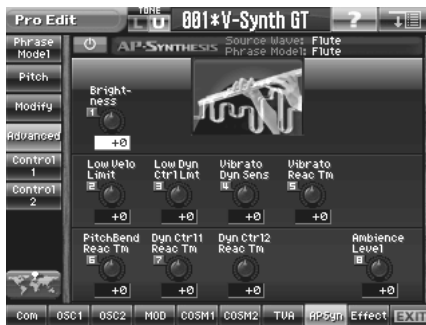 Pro Edit
TONE
L U
001*V-Synth GT
?
Phrase Model
AP-SYNTHESIS
Source Wave: Flute
Phrase Model: Flute
Pitch
Modify
Advanced
Control 1
Control 2
Brightness
1
+0
Low Velo Limit
2
+0
Low Dyn Ctrl Lmt
3
+0
Vibrato Dyn Sens
4
+0
Vibrato Reac Tm
5
+0
PitchBend Reac Tm
6
+0
Dyn Ctrl1 Reac Tm
7
+0
Dyn Ctrl2 Reac Tm
+0
Ambience Level
8
+0
Com OSC1 OSC2 MOD COSM1 COSM2 TVA APSyn Effect EXIT